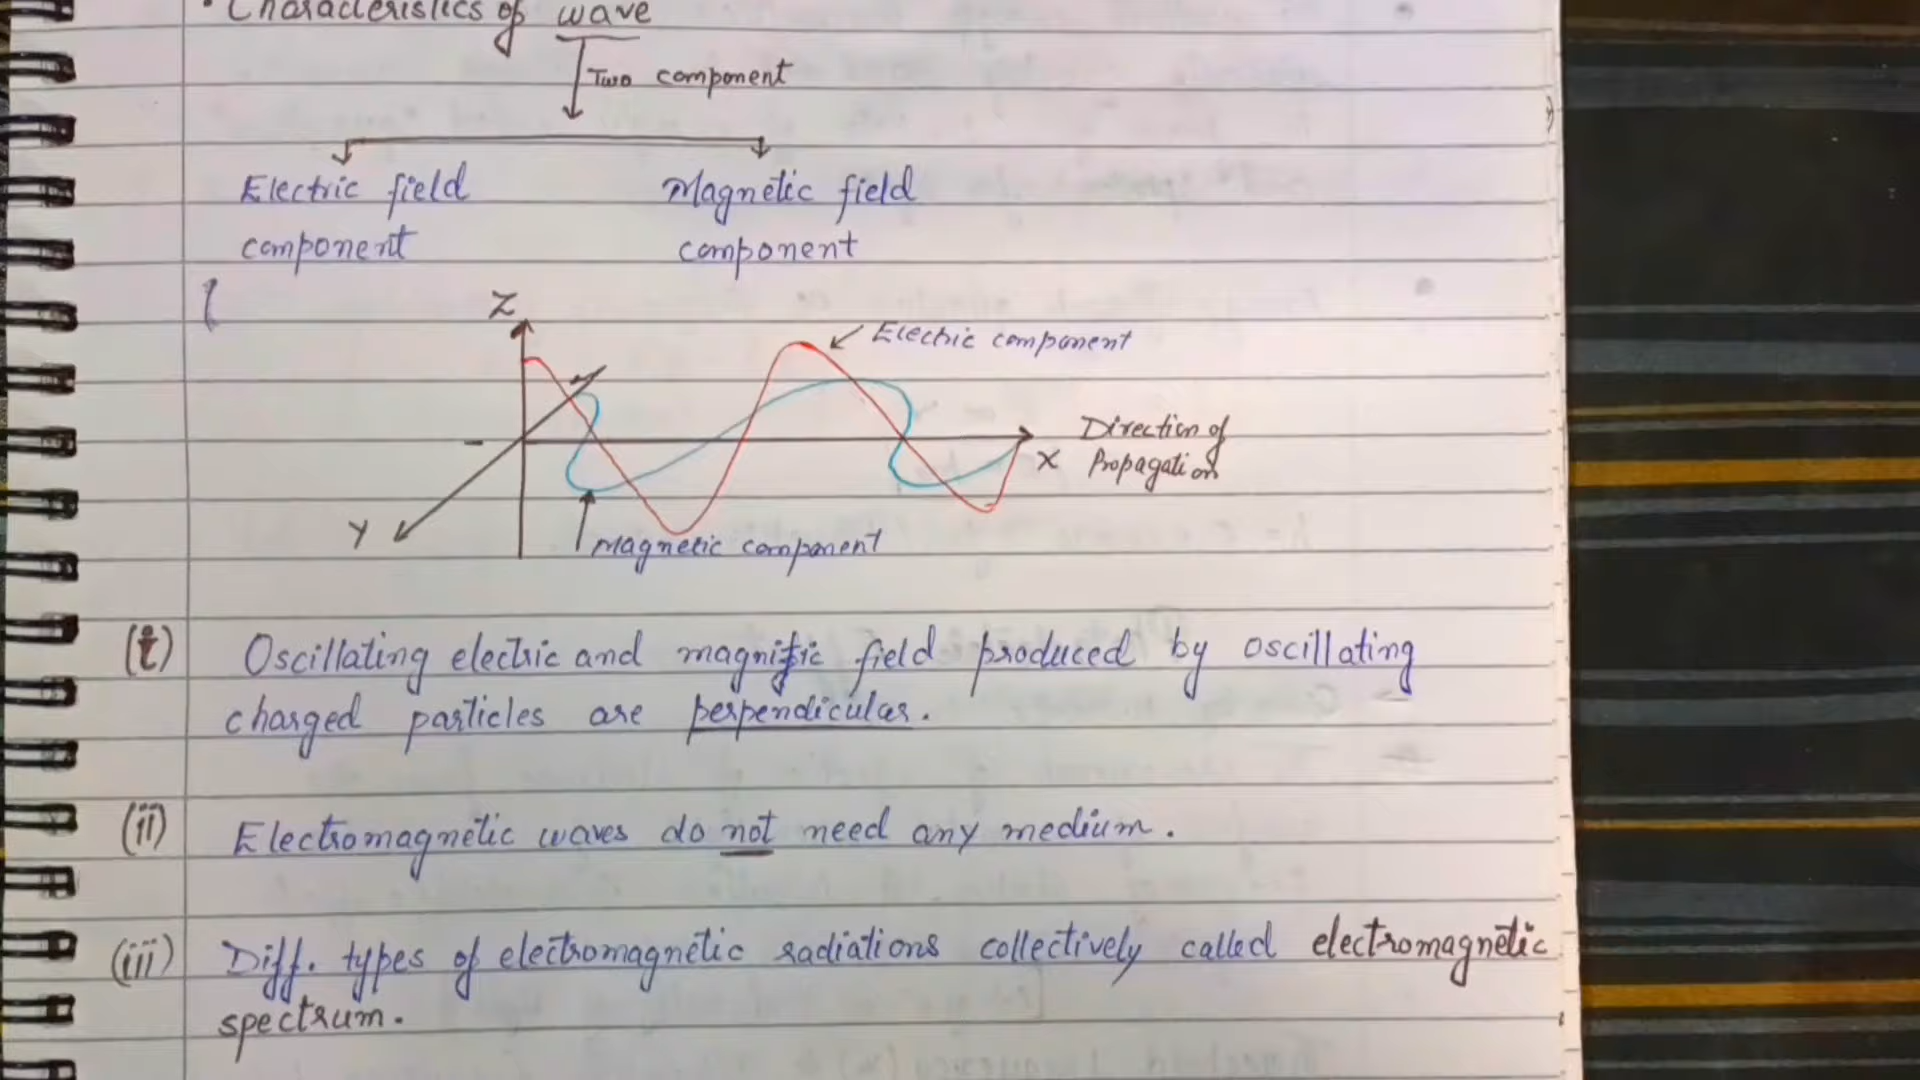 • Characteristics of wave
Two component
Electric field
component
Magnetic field
component
Z
Electric component
Direction of
X Propagation
Y
Magnetic component
(i) Oscillating electric and magnific field produced by oscillating
charged particles are perpendicular.
(ii) Electromagnetic waves do not need any medium.
(iii) Diff. types of electromagnetic radiations collectively called electromagnetic
spectrum.